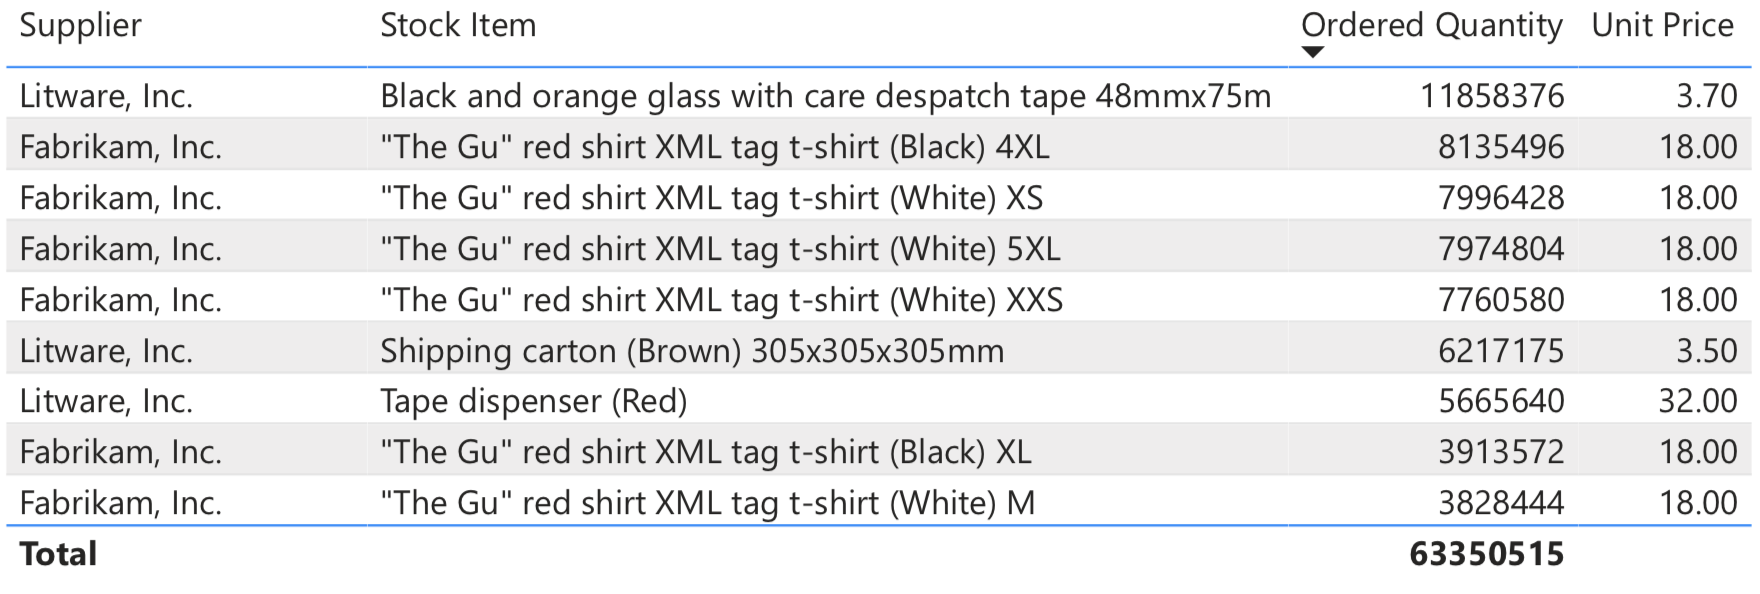 Supplier Stock Item Ordered Quantity Unit Price
Litware, Inc. Black and orange glass with care despatch tape 48mmx75m 11858376 3.70
Fabrikam, Inc. "The Gu" red shirt XML tag t-shirt (Black) 4XL 8135496 18.00
Fabrikam, Inc. "The Gu" red shirt XML tag t-shirt (White) XS 7996428 18.00
Fabrikam, Inc. "The Gu" red shirt XML tag t-shirt (White) 5XL 7974804 18.00
Fabrikam, Inc. "The Gu" red shirt XML tag t-shirt (White) XXS 7760580 18.00
Litware, Inc. Shipping carton (Brown) 305x305x305mm 6217175 3.50
Litware, Inc. Tape dispenser (Red) 5665640 32.00
Fabrikam, Inc. "The Gu" red shirt XML tag t-shirt (Black) XL 3913572 18.00
Fabrikam, Inc. "The Gu" red shirt XML tag t-shirt (White) M 3828444 18.00
Total 63350515